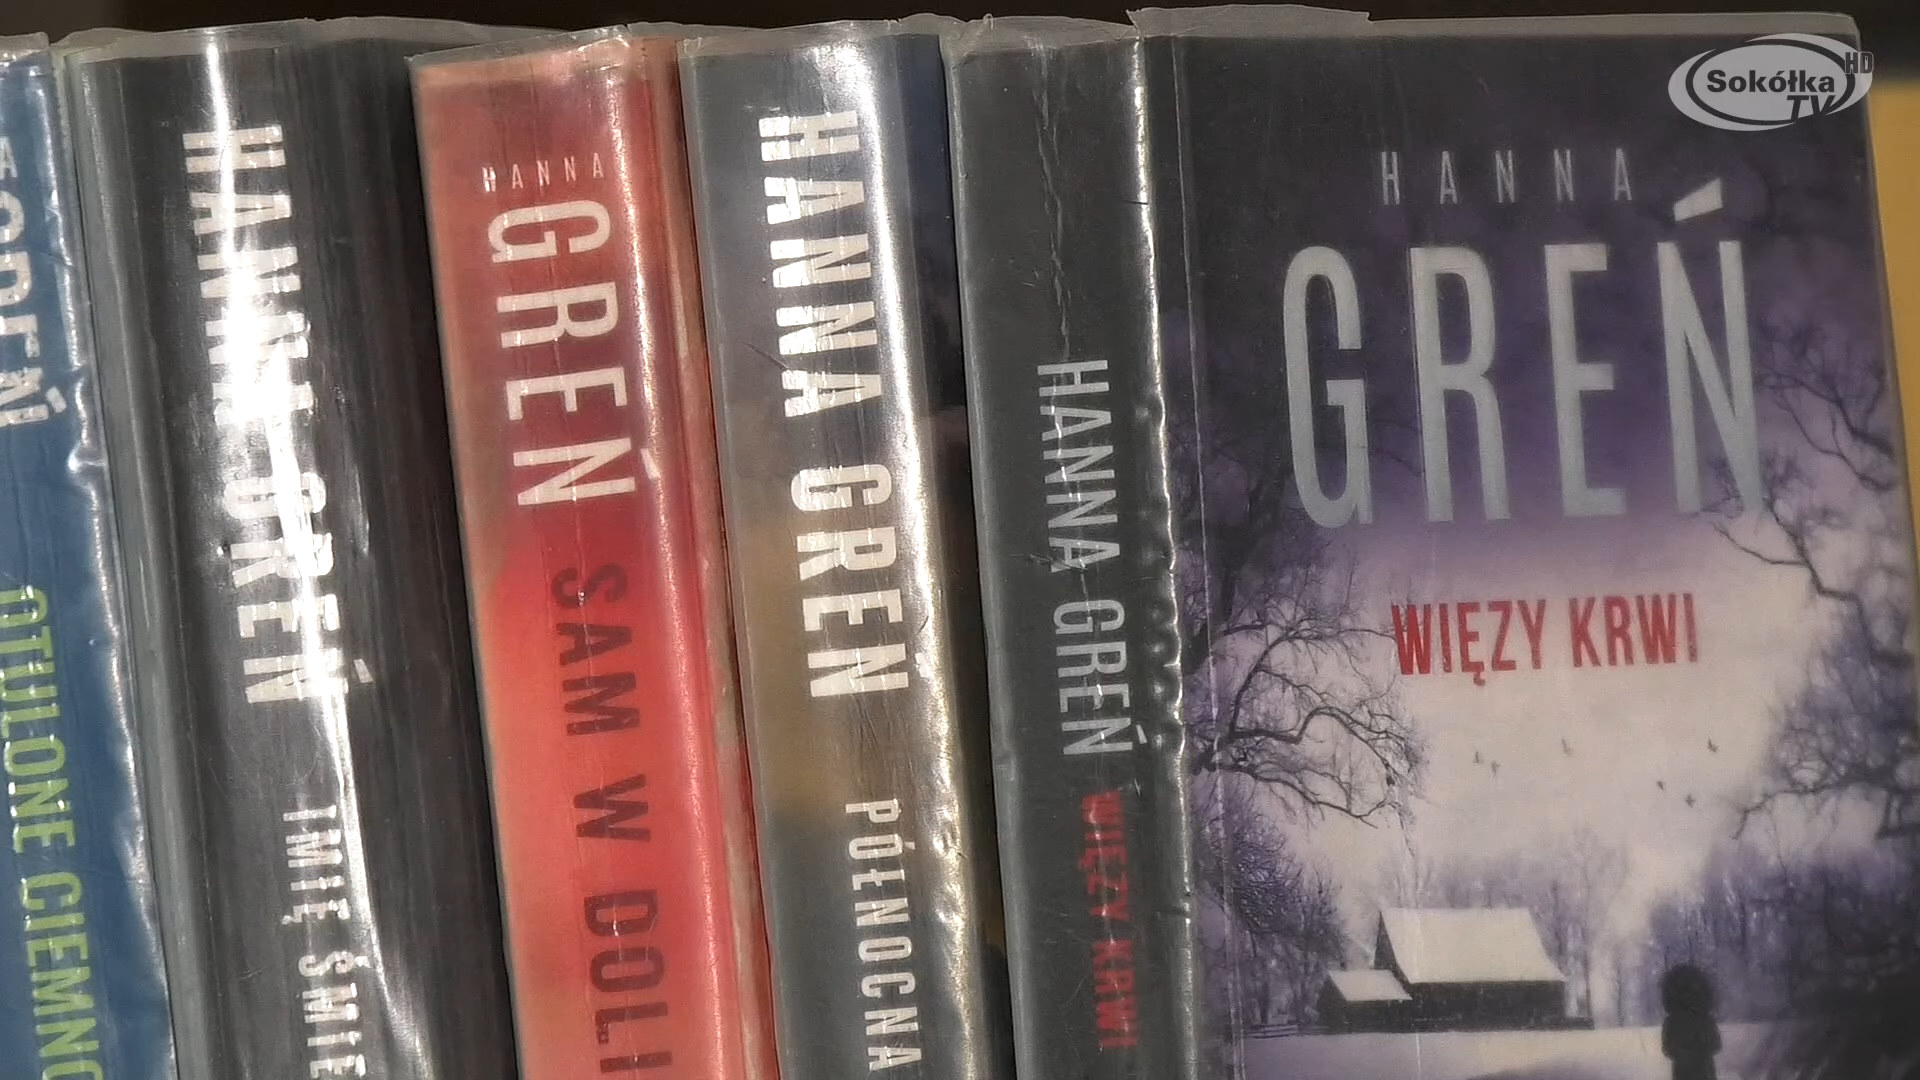 A GREŃ
OTULONE CIEMNO
HANNA GREŃ
IMIĘ ŚMIE
HANNA
GREŃ
SAM W DOLI
HANNA GREŃ
PÓŁNOCNA
HANNA GREŃ
WIĘZY KRWI
HANNA
GREŃ
WIĘZY KRWI
Sokółka
TV
HD